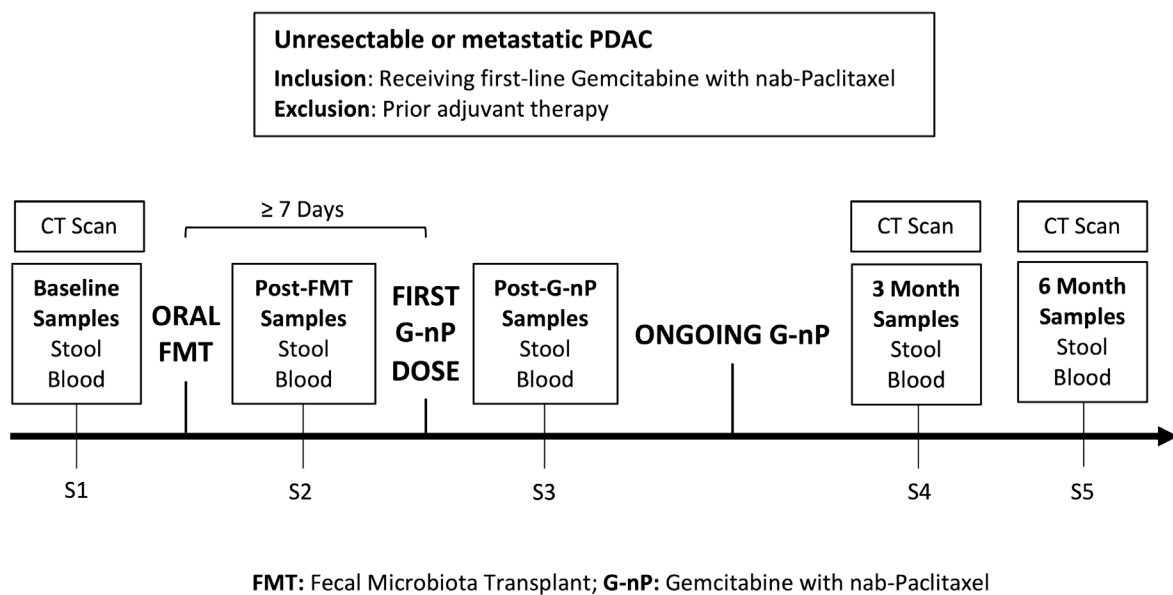 Unresectable or metastatic PDAC
Inclusion: Receiving first-line Gemcitabine with nab-Paclitaxel
Exclusion: Prior adjuvant therapy
CT Scan
Baseline
Samples
Stool
Blood
ORAL
FMT
≥ 7 Days
Post-FMT
Samples
Stool
Blood
FIRST
G-nP
DOSE
Post-G-nP
Samples
Stool
Blood
ONGOING G-nP
CT Scan
3 Month
Samples
Stool
Blood
CT Scan
6 Month
Samples
Stool
Blood
S1
S2
S3
S4
S5
FMT: Fecal Microbiota Transplant; G-nP: Gemcitabine with nab-Paclitaxel